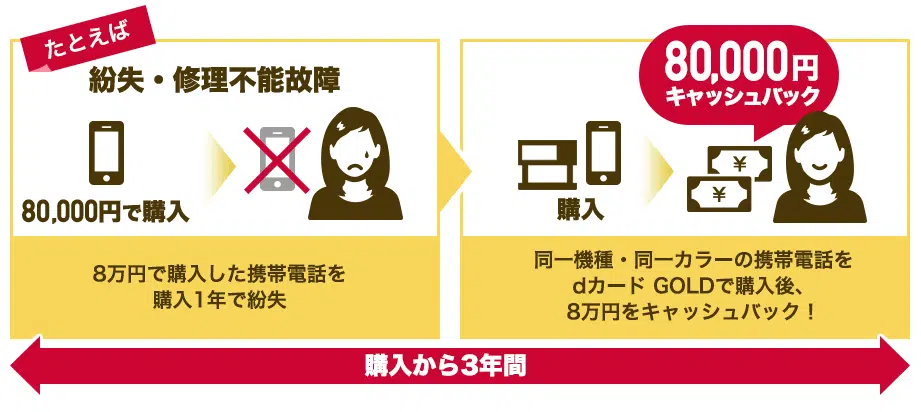 たとえば
紛失・修理不能故障
80,000円で購入
8万円で購入した携帯電話を
購入1年で紛失
80,000円
キャッシュバック
¥
¥
購入
同一機種・同一カラーの携帯電話を
dカード GOLDで購入後、
8万円をキャッシュバック！
購入から3年間